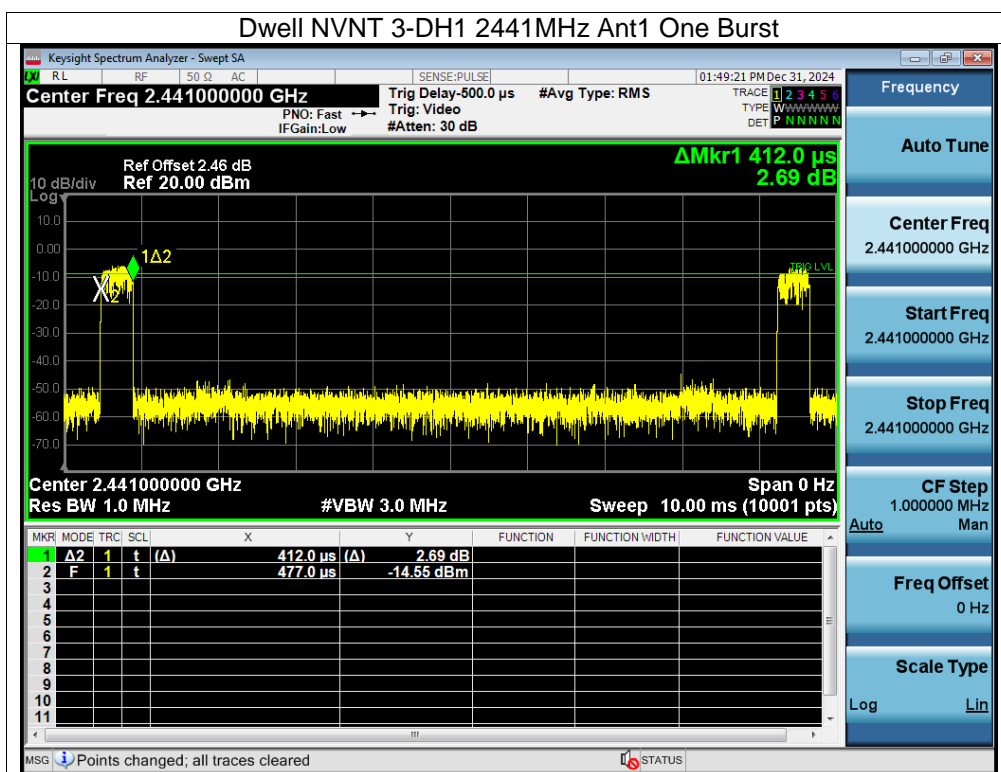 Dwell NVNT 3-DH1 2441MHz Ant1 One Burst
Keysight Spectrum Analyzer - Swept SA
LXI RL RF 50 Ω AC SENSE:PULSE 01:49:21 PM Dec 31, 2024
Center Freq 2.441000000 GHz Trig Delay-500.0 µs #Avg Type: RMS TRACE 1 2 3 4 5 6
PNO: Fast Trig: Video TYPE WWWWWW
IFGain:Low #Atten: 30 dB DET P N N N N N
Frequency
Auto Tune
Center Freq
2.441000000 GHz
Start Freq
2.441000000 GHz
Stop Freq
2.441000000 GHz
CF Step
1.000000 MHz
Auto Man
Freq Offset
0 Hz
Scale Type
Log Lin
ΔMkr1 412.0 µs
2.69 dB
Ref Offset 2.46 dB
10 dB/div Ref 20.00 dBm
Log
10.0
0.00
1Δ2
TRIG LVL
-10.0
2
-20.0
-30.0
-40.0
-50.0
-60.0
-70.0
Center 2.441000000 GHz Span 0 Hz
Res BW 1.0 MHz #VBW 3.0 MHz Sweep 10.00 ms (10001 pts)
MKR MODE TRC SCL X Y FUNCTION FUNCTION WIDTH FUNCTION VALUE
1 Δ2 1 t (Δ) 412.0 µs (Δ) 2.69 dB
2 F 1 t 477.0 µs -14.55 dBm
3
4
5
6
7
8
9
10
11
MSG Points changed; all traces cleared STATUS